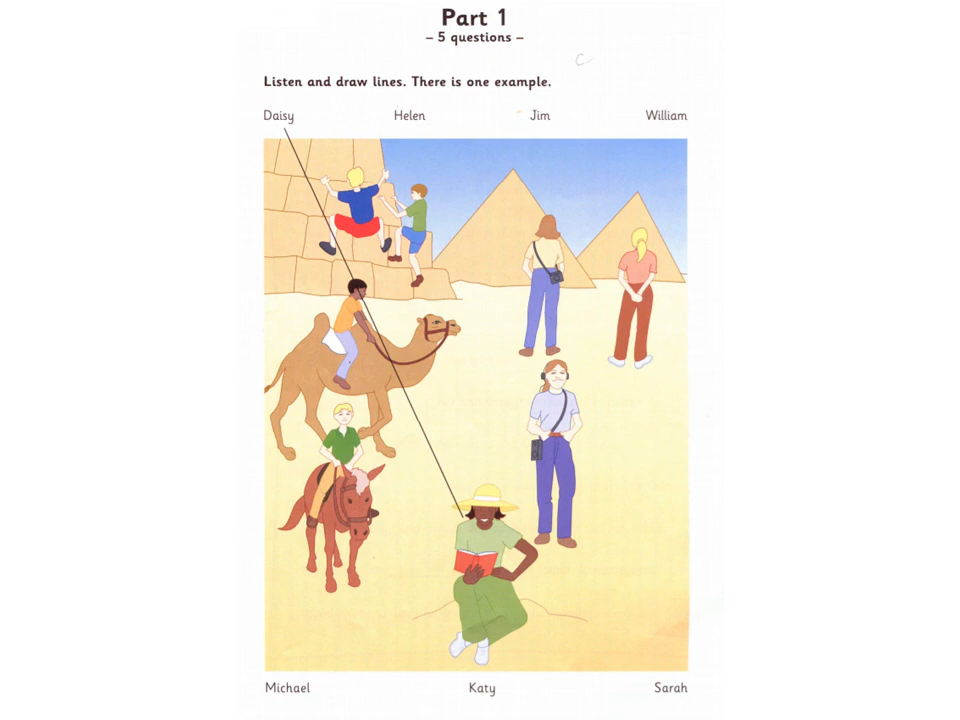 Part 1
– 5 questions –
Listen and draw lines. There is one example.
Daisy Helen Jim William
Michael Katy Sarah